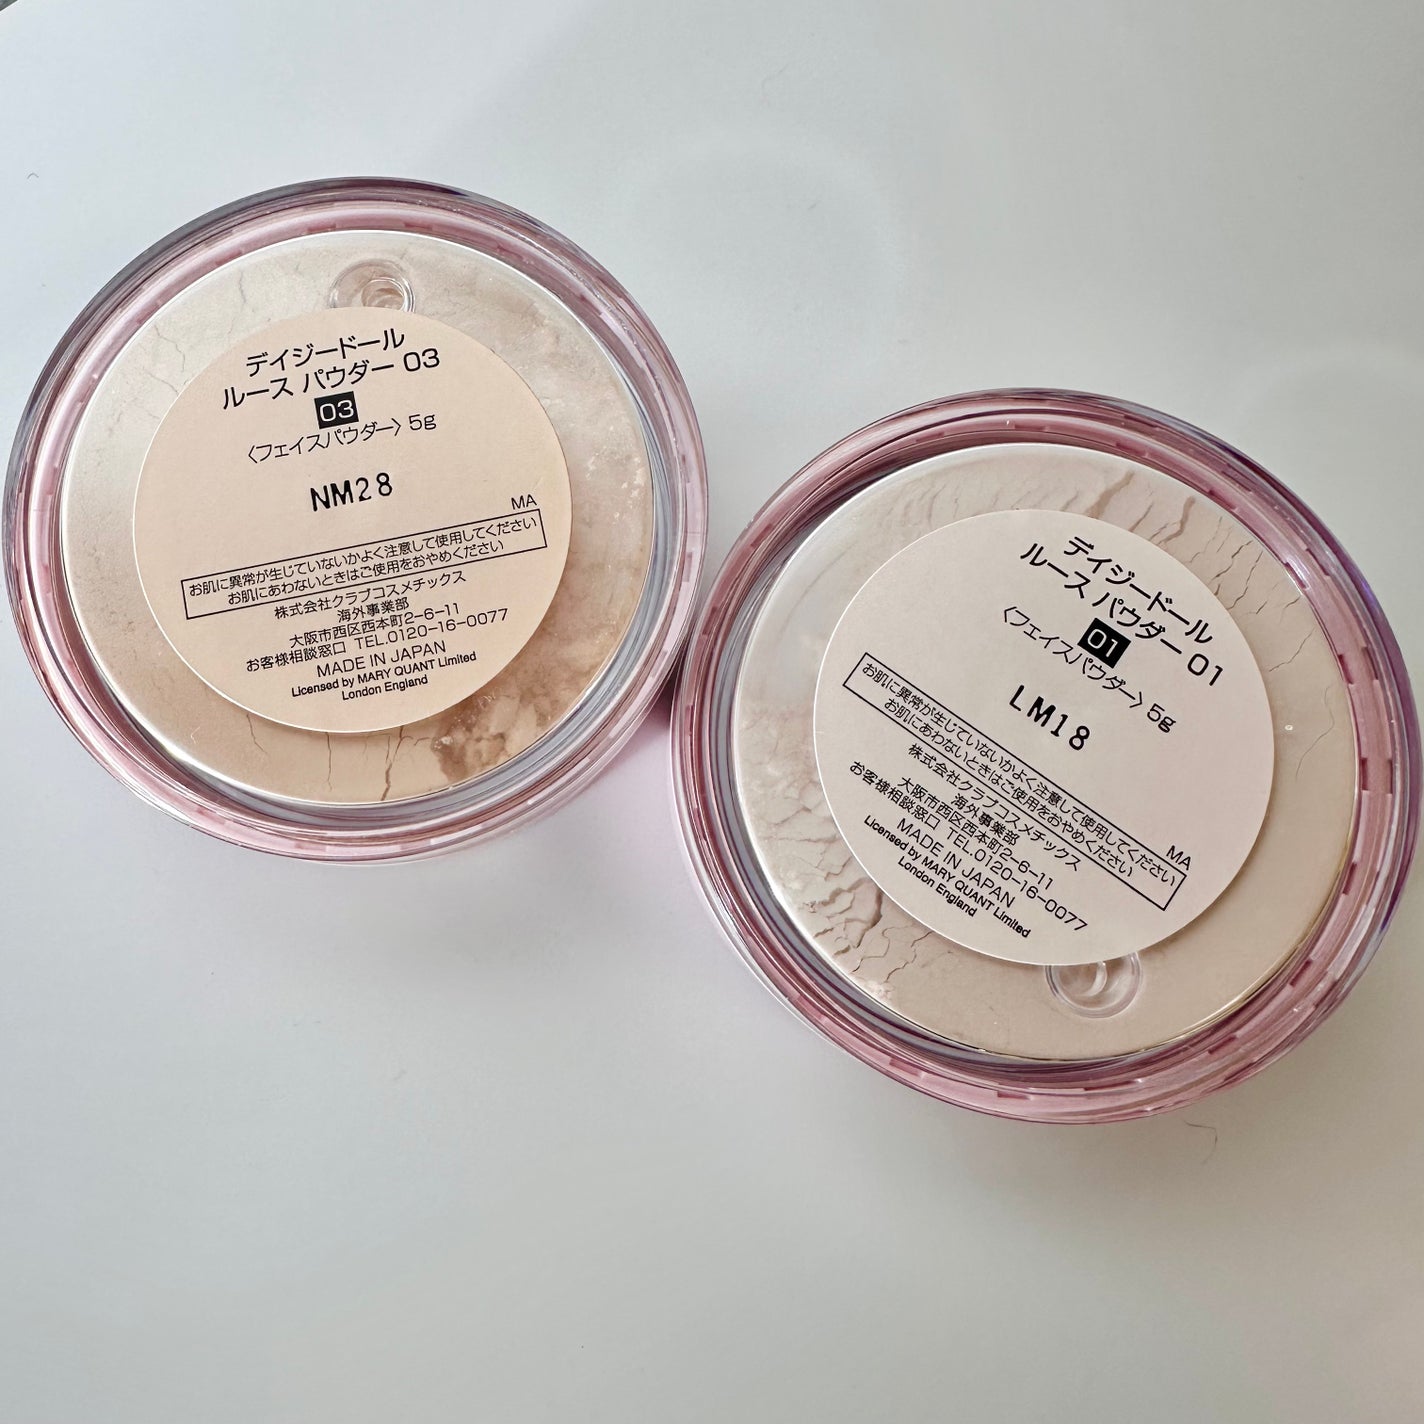 デイジードール
ルース パウダー 03
03
〈フェイスパウダー〉 5g
NM28
MA
お肌に異常が生じていないかよく注意して使用してください
お肌にあわないときはご使用をおやめください
株式会社クラブコスメチックス
海外事業部
大阪市西区西本町2-6-11
お客様相談窓口 TEL.0120-16-0077
MADE IN JAPAN
Licensed by MARY QUANT Limited
London England
デイジードール
ルース パウダー 01
01
〈フェイスパウダー〉 5g
LM18
MA
お肌に異常が生じていないかよく注意して使用してください
お肌にあわないときはご使用をおやめください
株式会社クラブコスメチックス
海外事業部
大阪市西区西本町2-6-11
お客様相談窓口 TEL.0120-16-0077
MADE IN JAPAN
Licensed by MARY QUANT Limited
London England